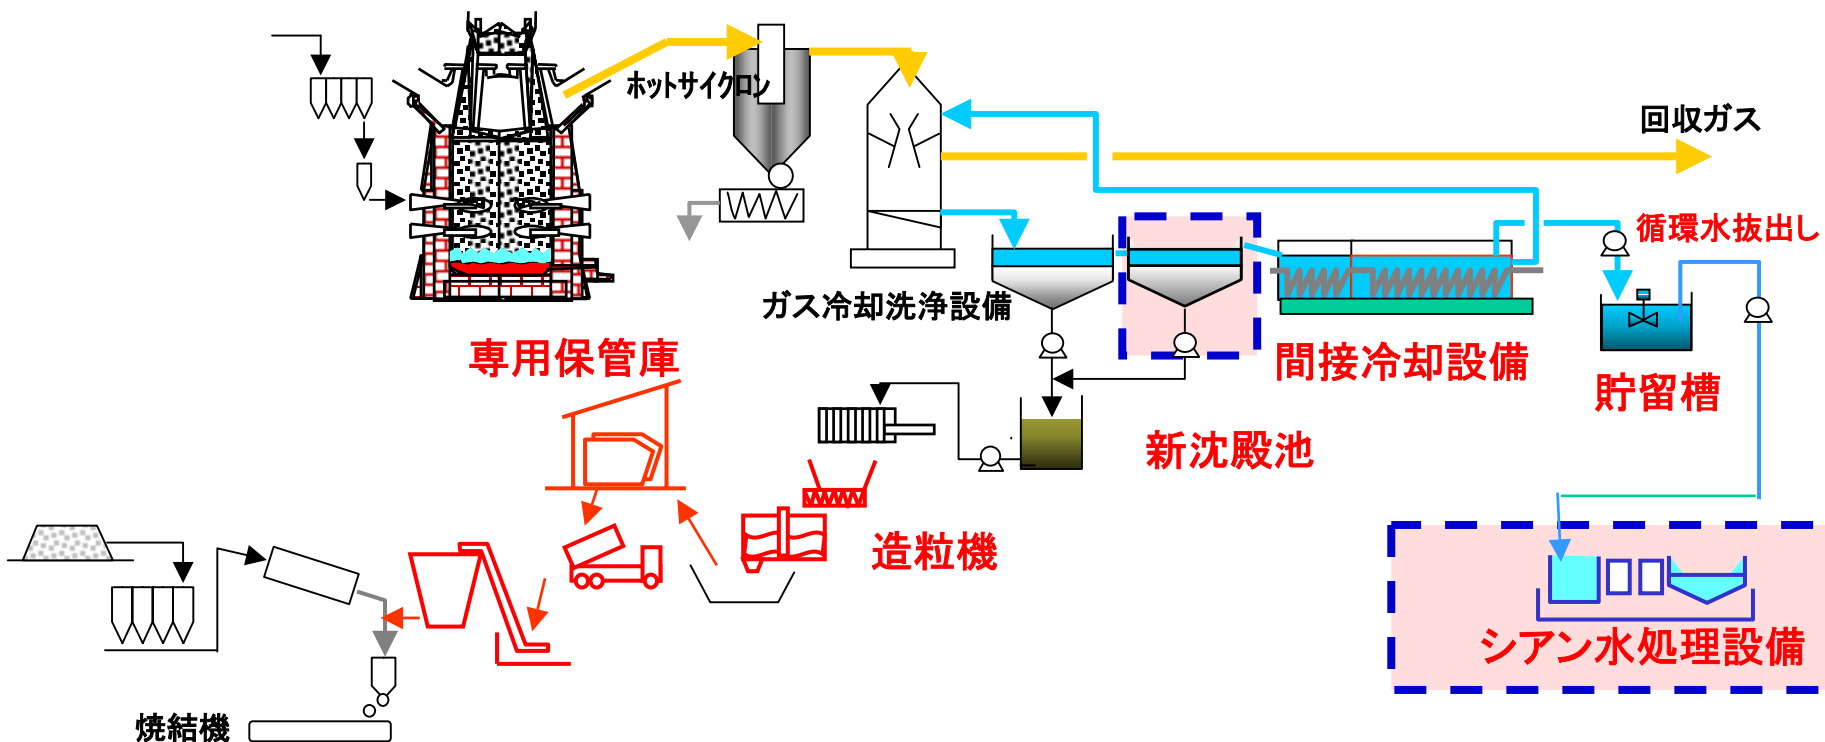 ホットサイクロン
回収ガス
循環水抜出し
ガス冷却洗浄設備
専用保管庫
間接冷却設備
貯留槽
新沈殿池
造粒機
シアン水処理設備
焼結機